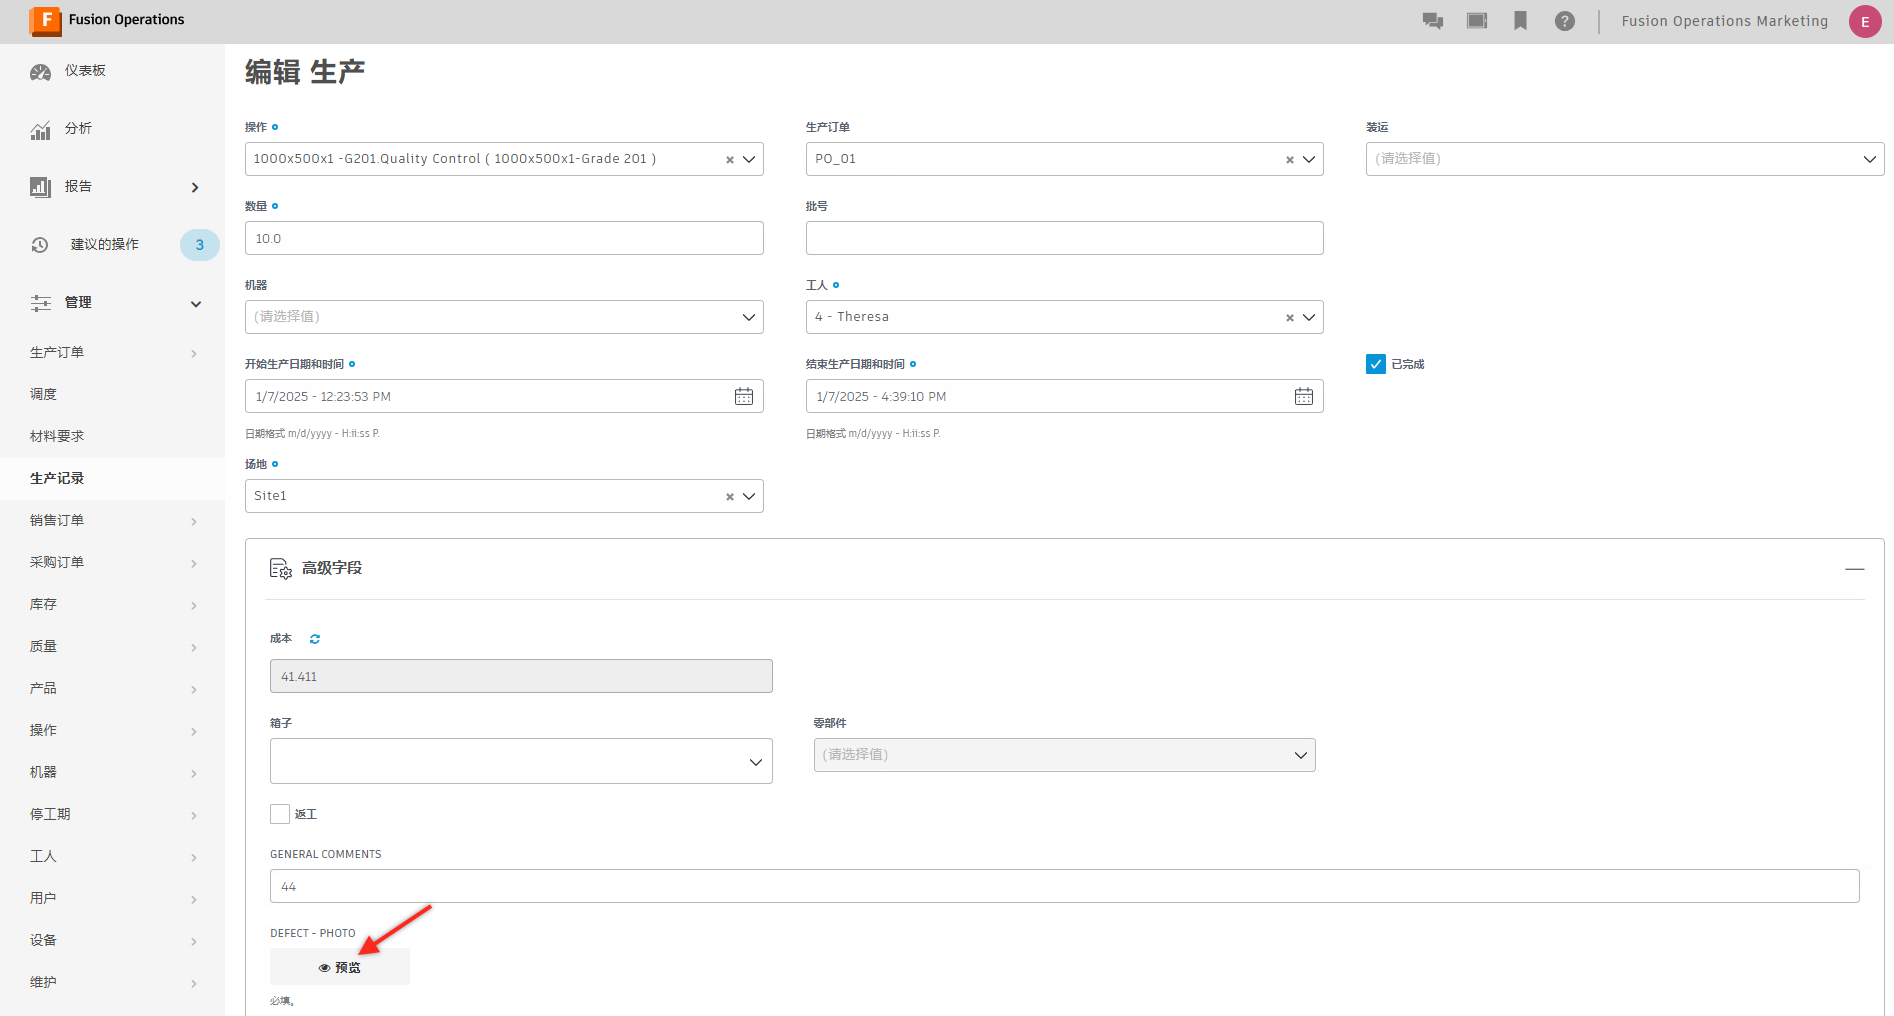 F Fusion Operations
Fusion Operations Marketing
E
仪表板
分析
报告
建议的操作 3
管理
生产订单
调度
材料要求
生产记录
销售订单
采购订单
库存
质量
产品
操作
机器
停工期
工人
用户
设备
维护
编辑 生产
操作
1000x500x1 -G201.Quality Control ( 1000x500x1-Grade 201 )
生产订单
PO_01
装运
(请选择值)
数量
10.0
批号
机器
(请选择值)
工人
4 - Theresa
开始生产日期和时间
1/7/2025 - 12:23:53 PM
日期格式 m/d/yyyy - H:ii:ss P.
结束生产日期和时间
1/7/2025 - 4:39:10 PM
日期格式 m/d/yyyy - H:ii:ss P.
已完成
场地
Site1
高级字段
成本
41.411
箱子
零部件
(请选择值)
返工
GENERAL COMMENTS
44
DEFECT - PHOTO
预览
必填。